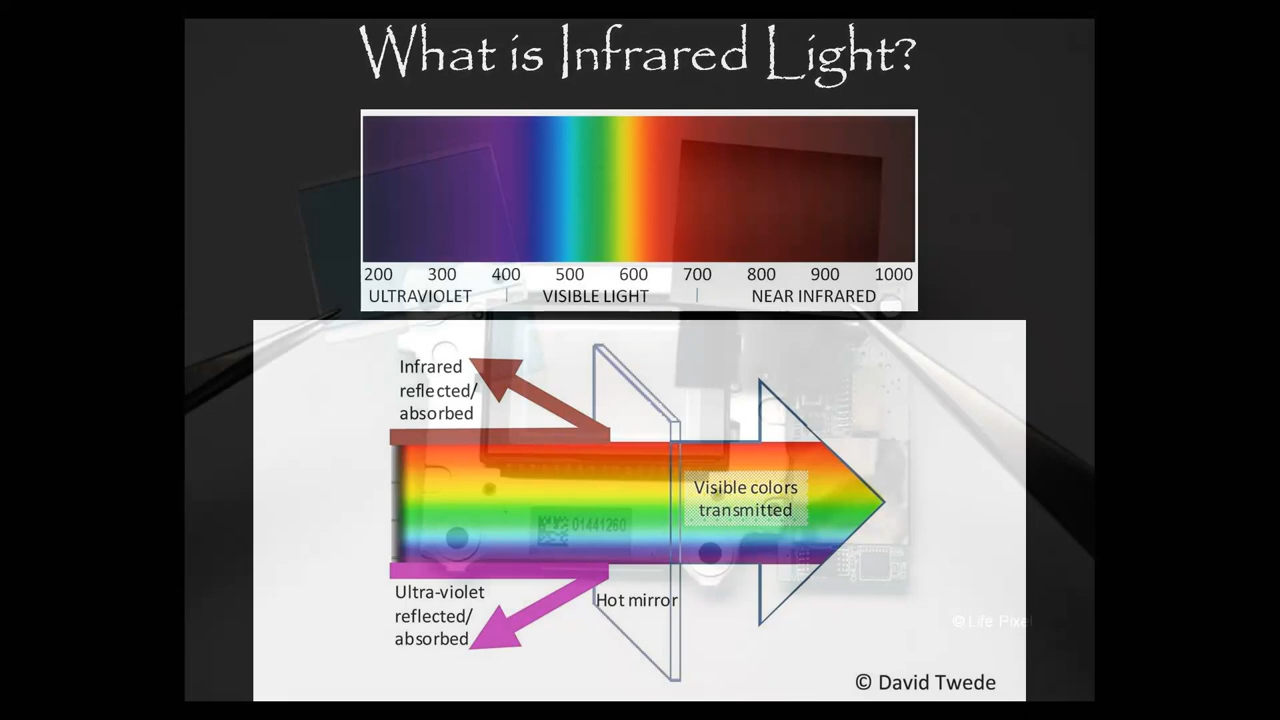 What is Infrared Light?
200 300 400 500 600 700 800 900 1000
ULTRAVIOLET VISIBLE LIGHT NEAR INFRARED
Infrared
reflected/
absorbed
Visible colors
transmitted
01441260
Ultra-violet
reflected/
absorbed
Hot mirror
© Life Pixel
© David Twede